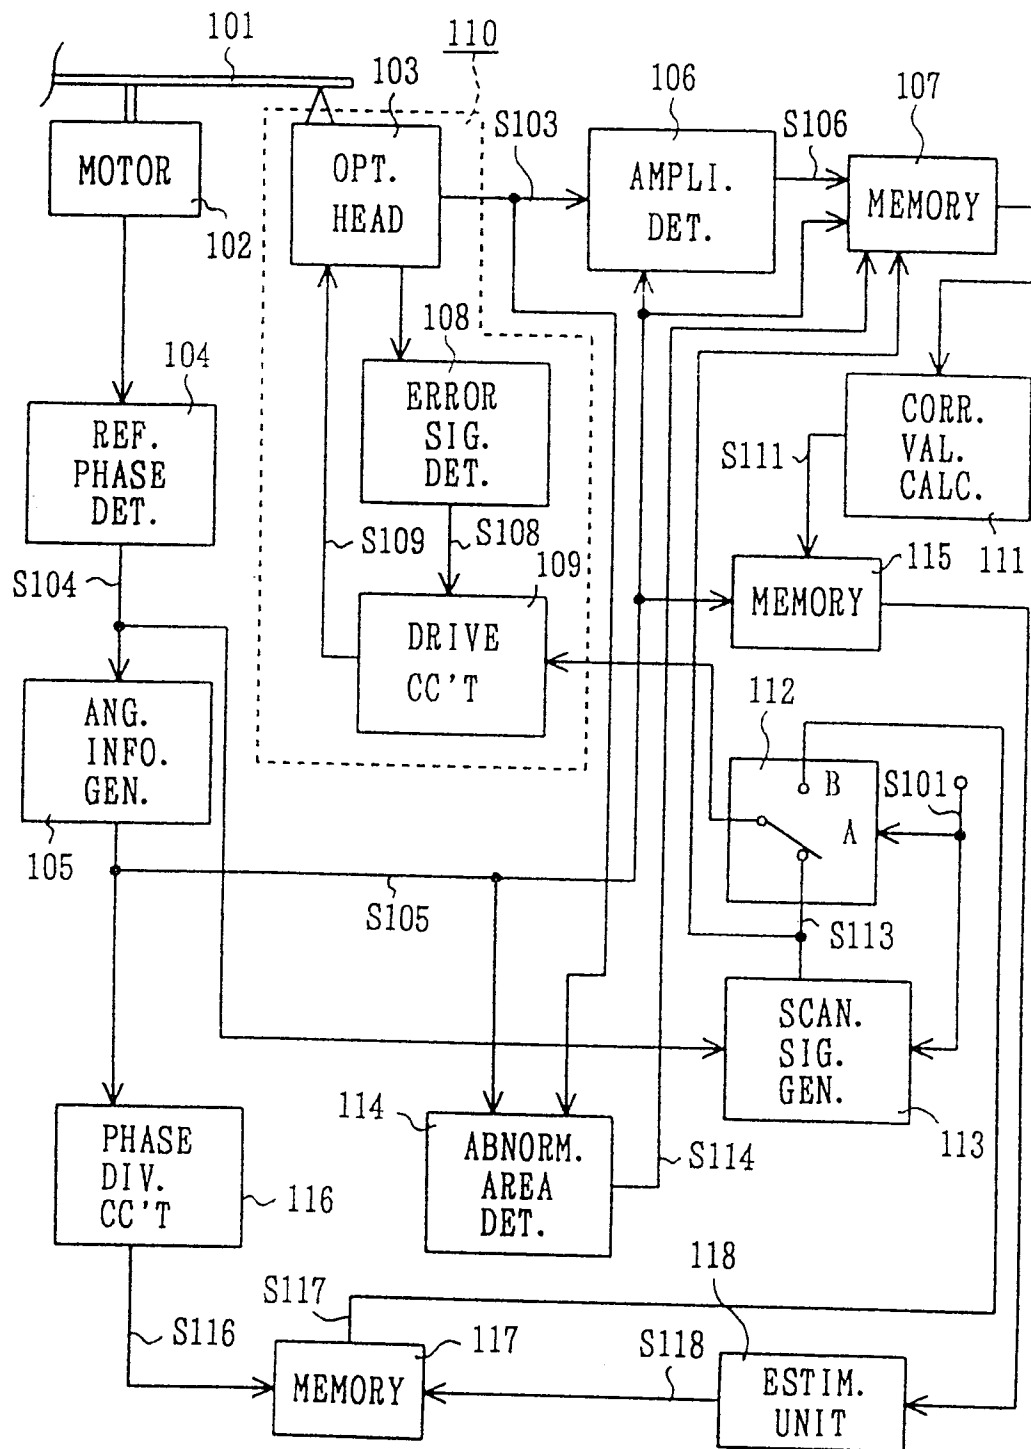 101
110
103
106
107
S103
S106
MOTOR
OPT.
HEAD
AMPLI.
DET.
MEMORY
102
108
104
ERROR
SIG.
DET.
CORR.
VAL.
CALC.
REF.
PHASE
DET.
S111
S109
S108
109
115
111
S104
MEMORY
DRIVE
CC'T
112
ANG.
INFO.
GEN.
B
S101
A
105
S105
S113
SCAN.
SIG.
GEN.
114
PHASE
DIV.
CC'T
ABNORM.
AREA
DET.
S114
113
116
118
S117
S116
117
S118
MEMORY
ESTIM.
UNIT